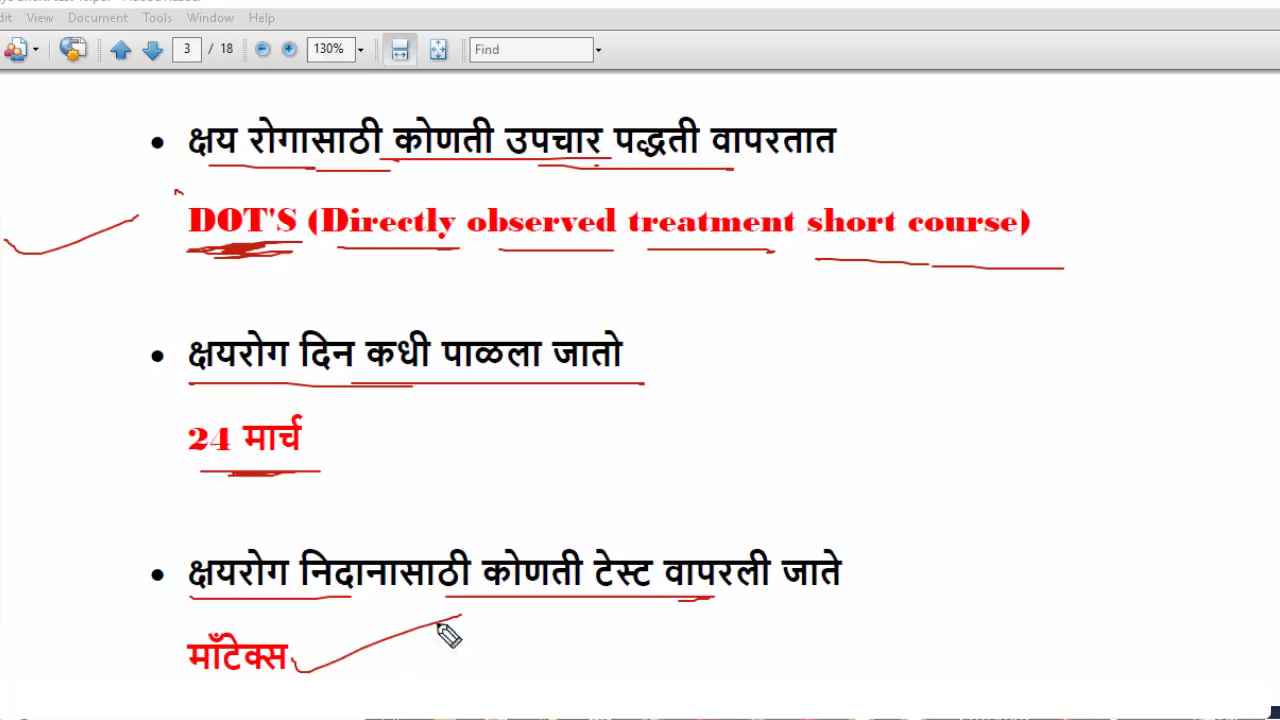 View Document Tools Window Help
3 / 18 130% Find
• क्षय रोगासाठी कोणती उपचार पद्धती वापरतात
DOT'S (Directly observed treatment short course)
• क्षयरोग दिन कधी पाळला जातो
24 मार्च
• क्षयरोग निदानासाठी कोणती टेस्ट वापरली जाते
माँटेक्स